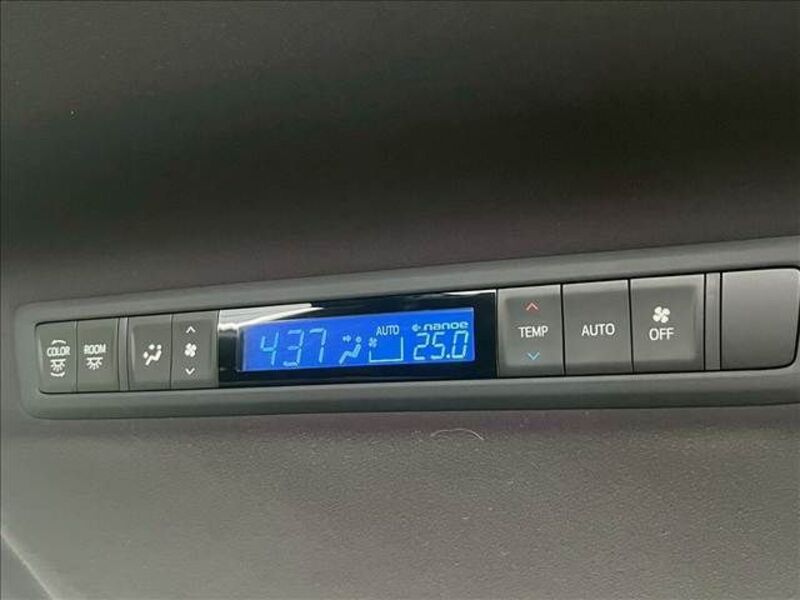 COLOR
ROOM
437
AUTO
nanoe
25.0
TEMP
AUTO
OFF